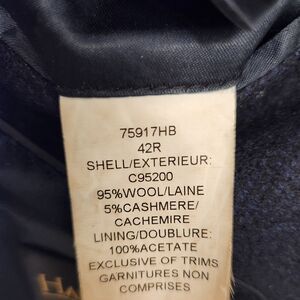 75917HB
42R
SHELL/EXTERIEUR:
C95200
95%WOOL/LAINE
5%CASHMERE/
CACHEMIRE
LINING/DOUBLURE:
100%ACETATE
EXCLUSIVE OF TRIMS
GARNITURES NON
COMPRISES